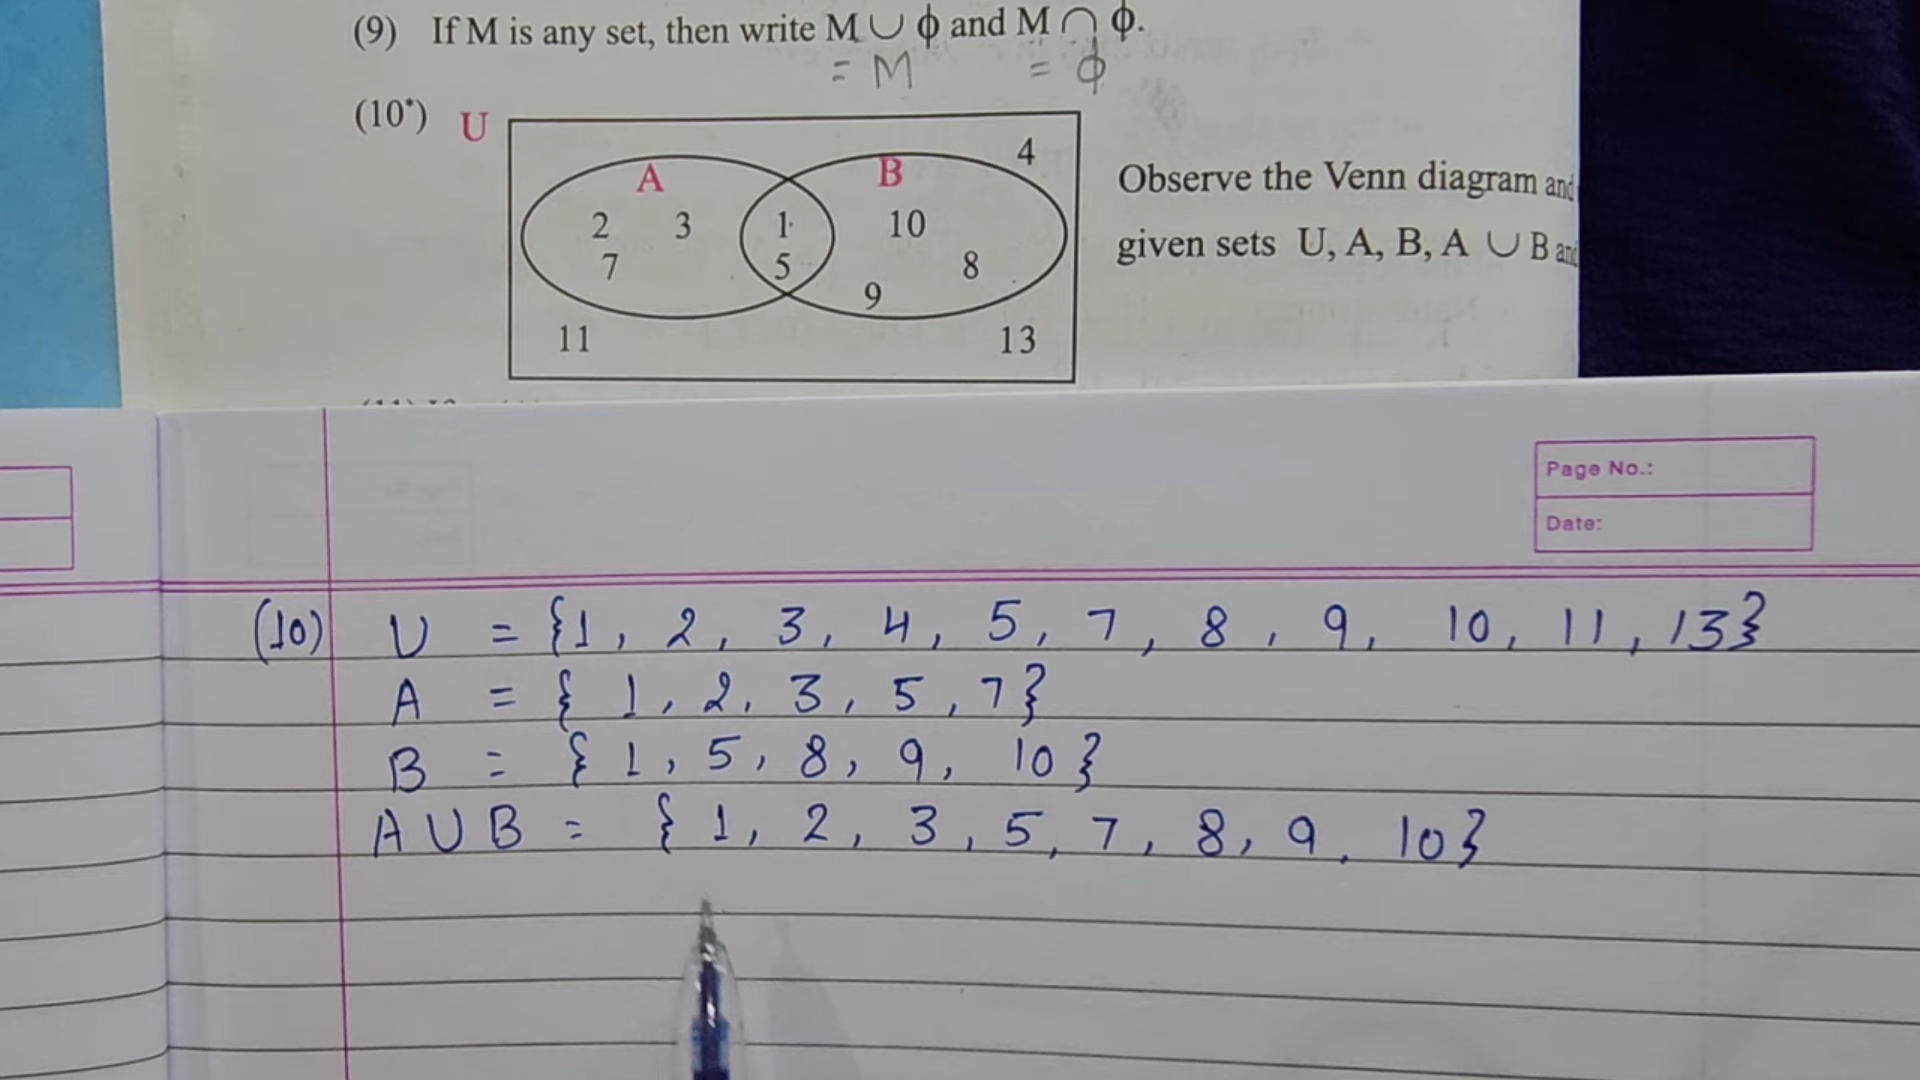 (9) If M is any set, then write M ∪ ϕ and M ∩ ϕ.
= M = ϕ
(10*) U
A B 4
2 3 1 10
7 5 8
9
11 13
Observe the Venn diagram and
given sets U, A, B, A ∪ B and
Page No.:
Date:
(10) U = {1, 2, 3, 4, 5, 7, 8, 9, 10, 11, 13}
A = {1, 2, 3, 5, 7}
B = {1, 5, 8, 9, 10}
A ∪ B = {1, 2, 3, 5, 7, 8, 9, 10}